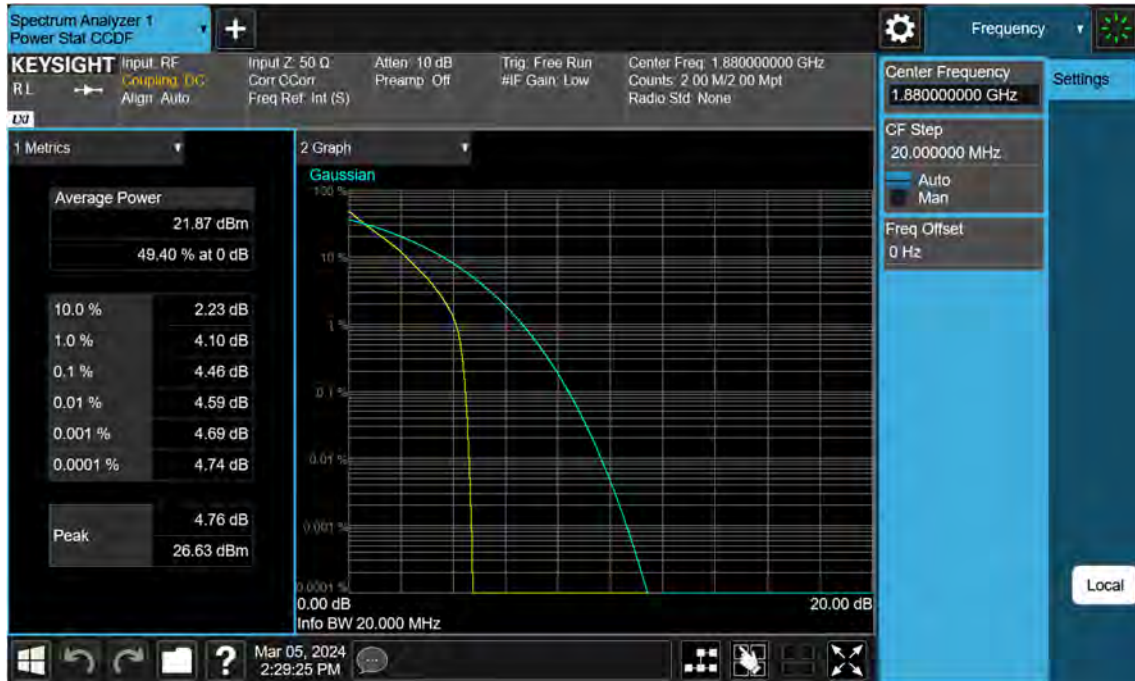 Spectrum Analyzer 1
Power Stat CCDF
Frequency
KEYSIGHT
R L
LXI
Input: RF
Coupling: DC
Align: Auto
Input Z: 50 Ω
Corr CCorr
Freq Ref: Int (S)
Atten: 10 dB
Preamp: Off
Trig: Free Run
#IF Gain: Low
Center Freq: 1.880000000 GHz
Counts: 2.00 M/2.00 Mpt
Radio Std: None
Center Frequency
1.880000000 GHz
Settings
CF Step
20.000000 MHz
Auto
Man
Freq Offset
0 Hz
1 Metrics
Average Power
21.87 dBm
49.40 % at 0 dB
10.0 % 2.23 dB
1.0 % 4.10 dB
0.1 % 4.46 dB
0.01 % 4.59 dB
0.001 % 4.69 dB
0.0001 % 4.74 dB
Peak
4.76 dB
26.63 dBm
2 Graph
Gaussian
100 %
10 %
1 %
0.1 %
0.01 %
0.001 %
0.0001 %
0.00 dB 20.00 dB
Info BW 20.000 MHz
Local
?
Mar 05, 2024
2:29:25 PM